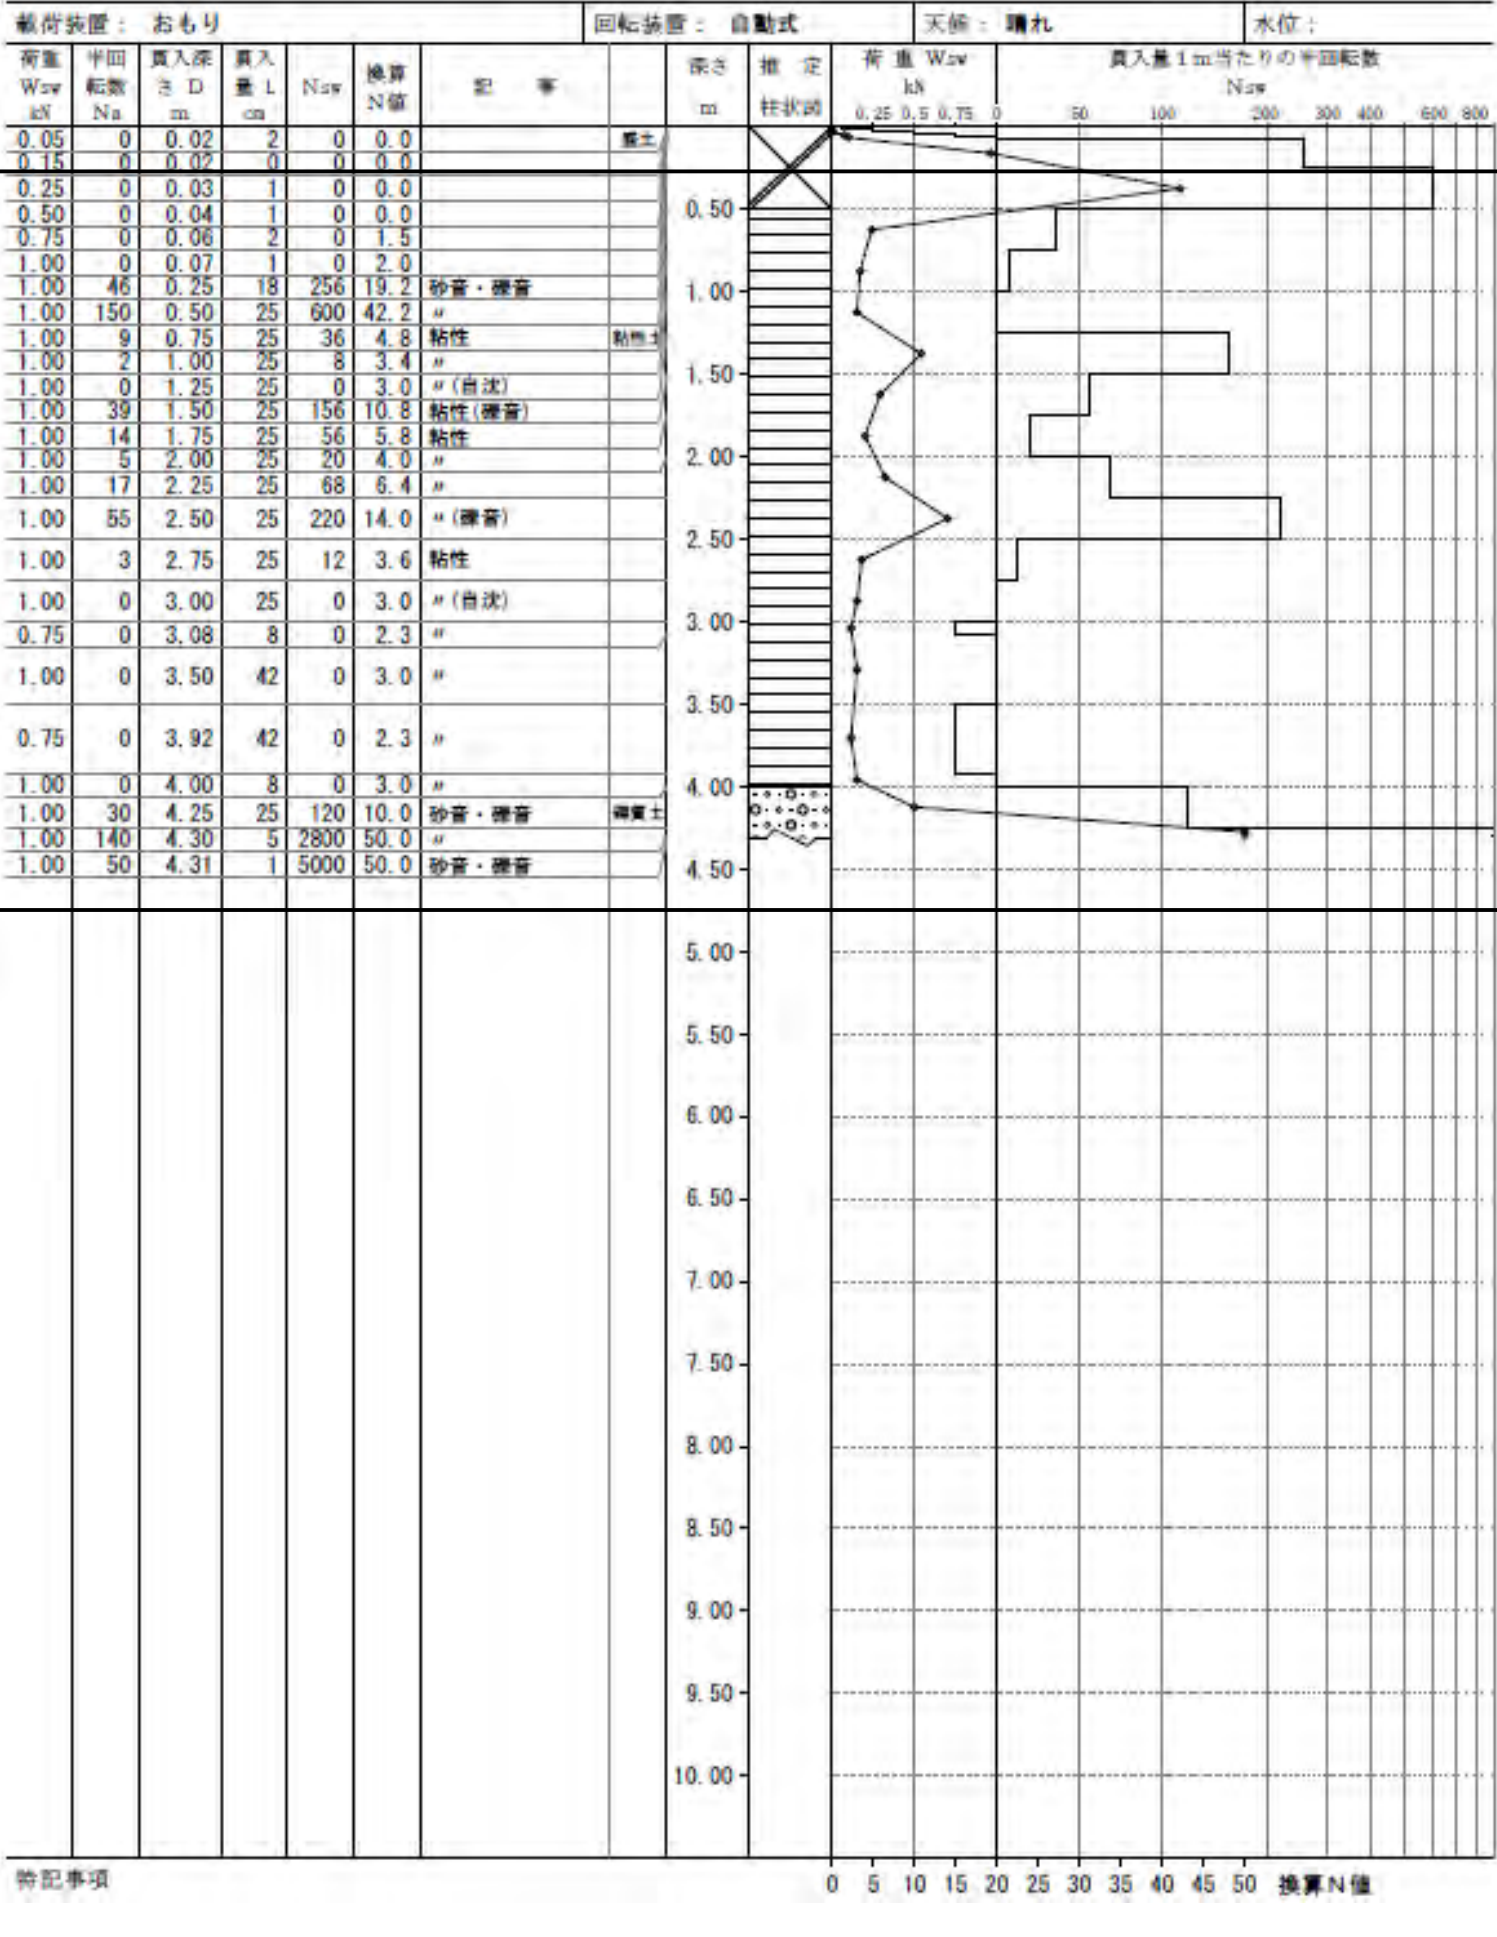 載荷装置： おもり 回転装置： 自動式 天候： 晴れ 水位：
荷重 半回 貫入深 貫入 換算 記 事 深さ 推 定 荷 重 Wsw 貫入量1m当たりの半回転数
Wsw 転数 さ D 量 L Nsw N値 m 柱状図 kN Nsw
kN Na m cm 0.25 0.5 0.75 0 50 100 200 300 400 600 800
0.05 0 0.02 2 0 0.0 盛土
0.15 0 0.02 0 0 0.0
0.25 0 0.03 1 0 0.0
0.50 0 0.04 1 0 0.0
0.75 0 0.06 2 0 1.5
1.00 0 0.07 1 0 2.0
1.00 46 0.25 18 256 19.2 砂音・礫音
1.00 150 0.50 25 600 42.2 〃
1.00 9 0.75 25 36 4.8 粘性 粘性土
1.00 2 1.00 25 8 3.4 〃
1.00 0 1.25 25 0 3.0 〃(自沈)
1.00 39 1.50 25 156 10.8 粘性(礫音)
1.00 14 1.75 25 56 5.8 粘性
1.00 5 2.00 25 20 4.0 〃
1.00 17 2.25 25 68 6.4 〃
1.00 55 2.50 25 220 14.0 〃(礫音)
1.00 3 2.75 25 12 3.6 粘性
1.00 0 3.00 25 0 3.0 〃(自沈)
0.75 0 3.08 8 0 2.3 〃
1.00 0 3.50 42 0 3.0 〃
0.75 0 3.92 42 0 2.3 〃
1.00 0 4.00 8 0 3.0 〃
1.00 30 4.25 25 120 10.0 砂音・礫音 礫質土
1.00 140 4.30 5 2800 50.0 〃
1.00 50 4.31 1 5000 50.0 砂音・礫音
0.50
1.00
1.50
2.00
2.50
3.00
3.50
4.00
4.50
5.00
5.50
6.00
6.50
7.00
7.50
8.00
8.50
9.00
9.50
10.00
特記事項
0 5 10 15 20 25 30 35 40 45 50 換算N値